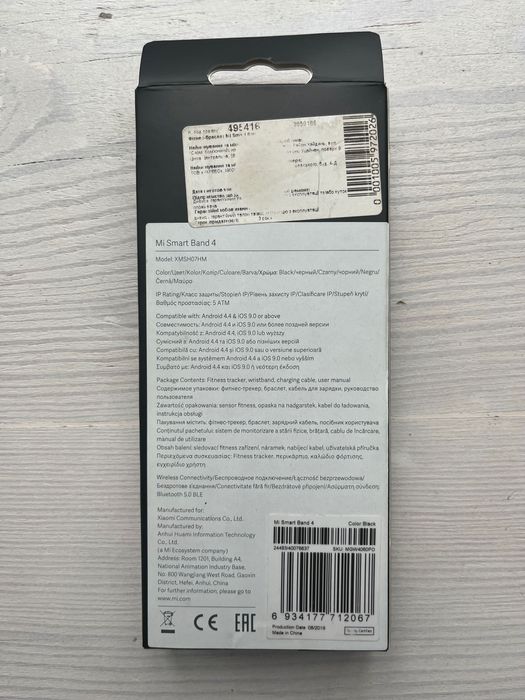 495416
0001005972026
Mi Smart Band 4
Model: XMSH07HM
Color/Цвет/Kolor/Колір/Culoare/Barva/Χρώμα: Black/черный/Czarny/чорний/Negru/
Černá/Μαύρο
IP Rating/Класс защиты/Stopień IP/Рівень захисту IP/Clasificare IP/Stupeň krytí/
Βαθμός προστασίας: 5 ATM
Compatible with: Android 4.4 & iOS 9.0 or above
Совместимость: Android 4.4 и iOS 9.0 или более поздней версии
Kompatybilność z: Android 4.4, iOS 9.0 lub wyższy
Сумісний з: Android 4.4 та iOS 9.0 або пізніших версій
Compatibilă cu: Android 4.4 și iOS 9.0 sau o versiune superioară
Kompatibilní se systémem Android 4.4 a iOS 9.0 nebo vyšším
Συμβατό με: Android 4.4 και iOS 9.0 ή νεότερη έκδοση
Package Contents: Fitness tracker, wristband, charging cable, user manual
Содержимое упаковки: фитнес-трекер, браслет, кабель для зарядки, руководство
пользователя
Zawartość opakowania: sensor fitness, opaska na nadgarstek, kabel do ładowania,
instrukcja obsługi
Пакування містить: фітнес-трекер, браслет, зарядний кабель, посібник користувача
Conținutul pachetului: sistem de monitorizare a stării fizice, brățară, cablu de încărcare,
manual de utilizare
Obsah balení: sledovací fitness zařízení, náramek, nabíjecí kabel, uživatelská příručka
Περιεχόμενα συσκευασίας: Fitness tracker, περικάρπιο, καλώδιο φόρτισης,
εγχειρίδιο χρήστη
Wireless Connectivity/Беспроводное подключение/Łączność bezprzewodowa/
Бездротове з'єднання/Conectivitate fără fir/Bezdrátové připojení/Ασύρματη σύνδεση:
Bluetooth 5.0 BLE
Manufactured for:
Xiaomi Communications Co., Ltd.
Manufactured by:
Anhui Huami Information Technology
Co., Ltd.
(a Mi Ecosystem company)
Address: Room 1201, Building A4,
National Animation Industry Base,
No. 800 Wangjiang West Road, Gaoxin
District, Hefei, Anhui, China
For further information, please go to
www.mi.com
CE EAC
Mi Smart Band 4 Color:Black
24485/40076637 SKU: MGW4060PO
6 934177 712067
Production Date: 08/2019
Made in China